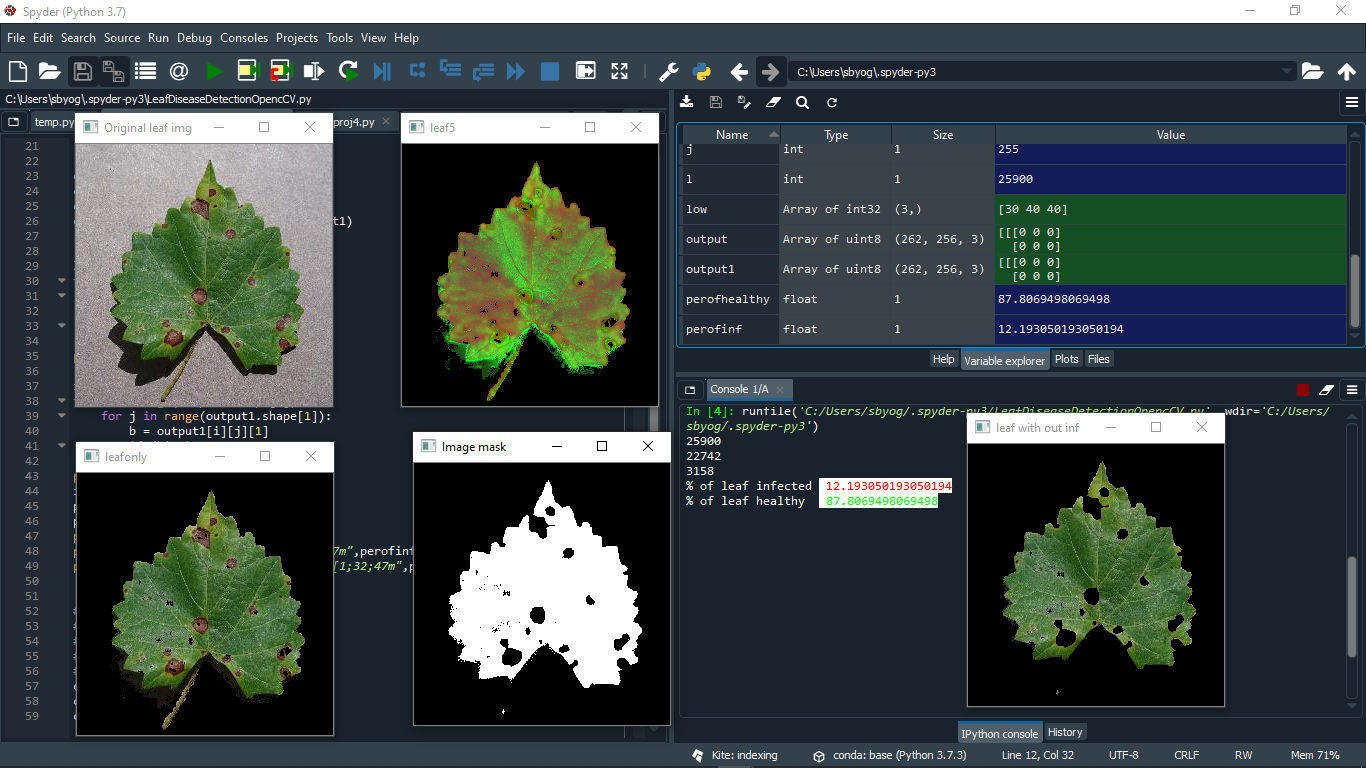 Spyder (Python 3.7)
File Edit Search Source Run Debug Consoles Projects Tools View Help
C:\Users\sbyog\.spyder-py3
C:\Users\sbyog\.spyder-py3\LeafDiseaseDetectionOpencCV.py
temp.py
proj4.py
Original leaf img
leaf5
21
22
23
24
25
26 t1)
27
28
29
30
31
32
33
34
35
36
37
38
39 for j in range(output1.shape[1]):
40 b = output1[i][j][1]
41
42
43
44
45
46
47
48 7m",perofinf
49 [1;32;47m",p
50
51
52
53
54
55
56
57
58
59
leafonly
Image mask
Name Type Size Value
j int 1 255
l int 1 25900
low Array of int32 (3,) [30 40 40]
output Array of uint8 (262, 256, 3) [[[0 0 0]
[0 0 0]
output1 Array of uint8 (262, 256, 3) [[[0 0 0]
[0 0 0]
perofhealthy float 1 87.8069498069498
perofinf float 1 12.193050193050194
Help Variable explorer Plots Files
Console 1/A
In [4]: runfile('C:/Users/sbyog/.spyder-py3/LeafDiseaseDetectionOpencCV.py', wdir='C:/Users/
sbyog/.spyder-py3')
25900
22742
3158
% of leaf infected 12.193050193050194
% of leaf healthy 87.8069498069498
leaf with out inf
IPython console History
Kite: indexing conda: base (Python 3.7.3) Line 12, Col 32 UTF-8 CRLF RW Mem 71%